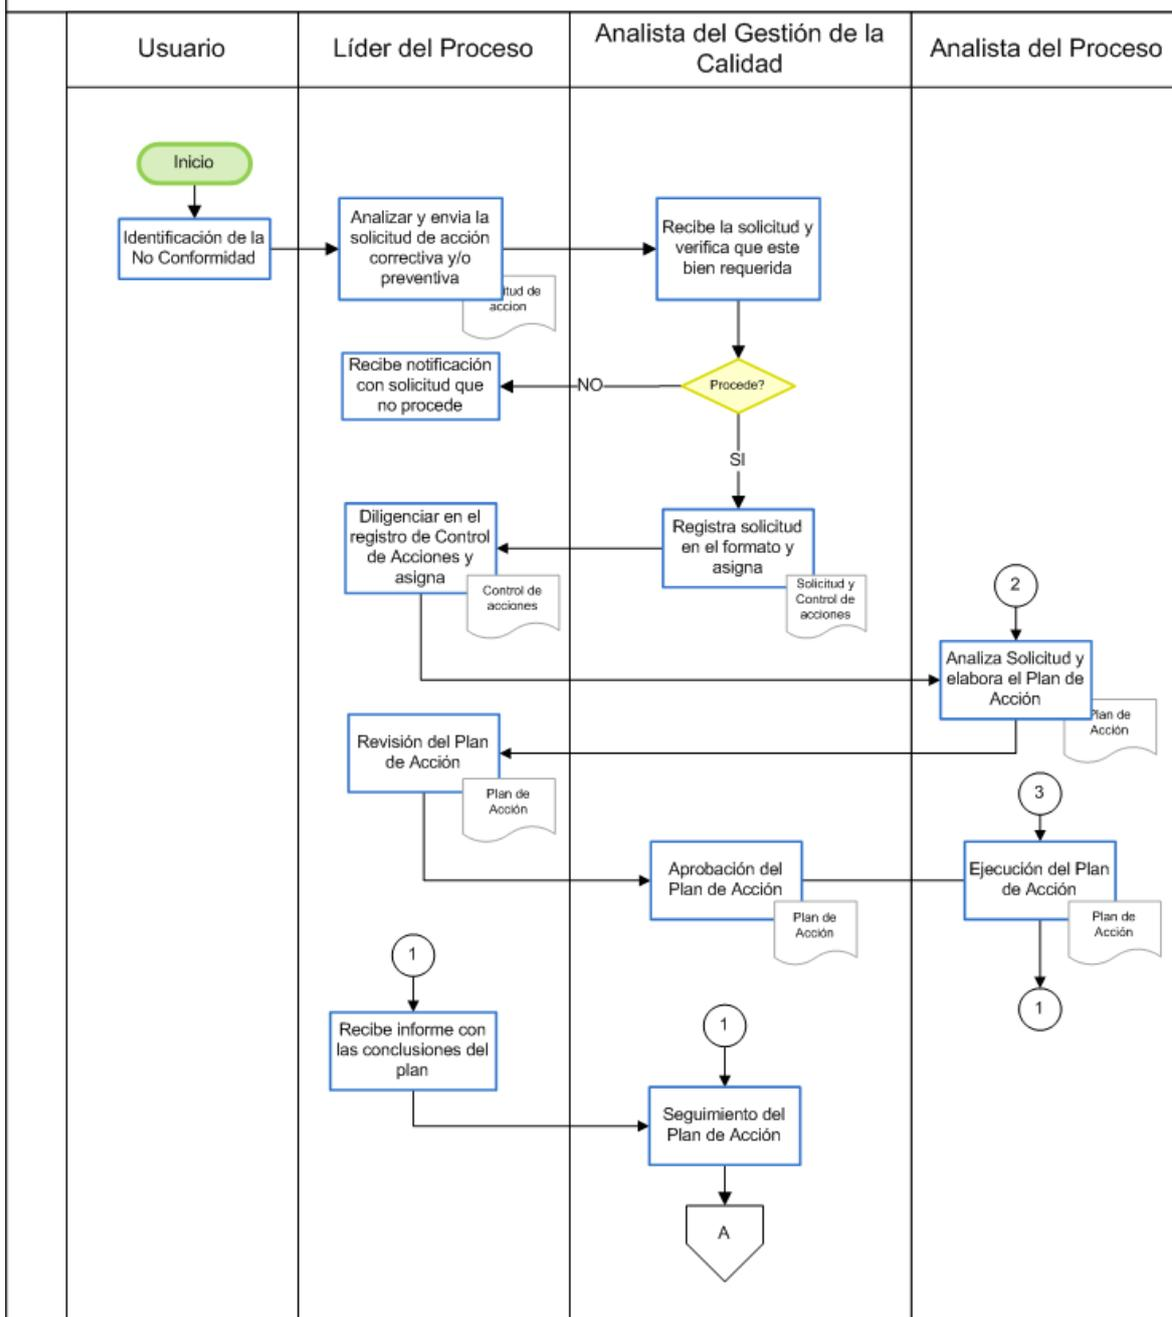 Usuario
Líder del Proceso
Analista del Gestión de la
Calidad
Analista del Proceso
Inicio
Identificación de la
No Conformidad
Analizar y envia la
solicitud de acción
correctiva y/o
preventiva
itud de
accion
Recibe la solicitud y
verifica que este
bien requerida
Recibe notificación
con solicitud que
no procede
NO
Procede?
SI
Diligenciar en el
registro de Control
de Acciones y
asigna
Control de
acciones
Registra solicitud
en el formato y
asigna
Solicitud y
Control de
acciones
2
Analiza Solicitud y
elabora el Plan de
Acción
Plan de
Acción
Revisión del Plan
de Acción
Plan de
Acción
3
Aprobación del
Plan de Acción
Plan de
Acción
Ejecución del Plan
de Acción
Plan de
Acción
1
1
Recibe informe con
las conclusiones del
plan
1
Seguimiento del
Plan de Acción
A